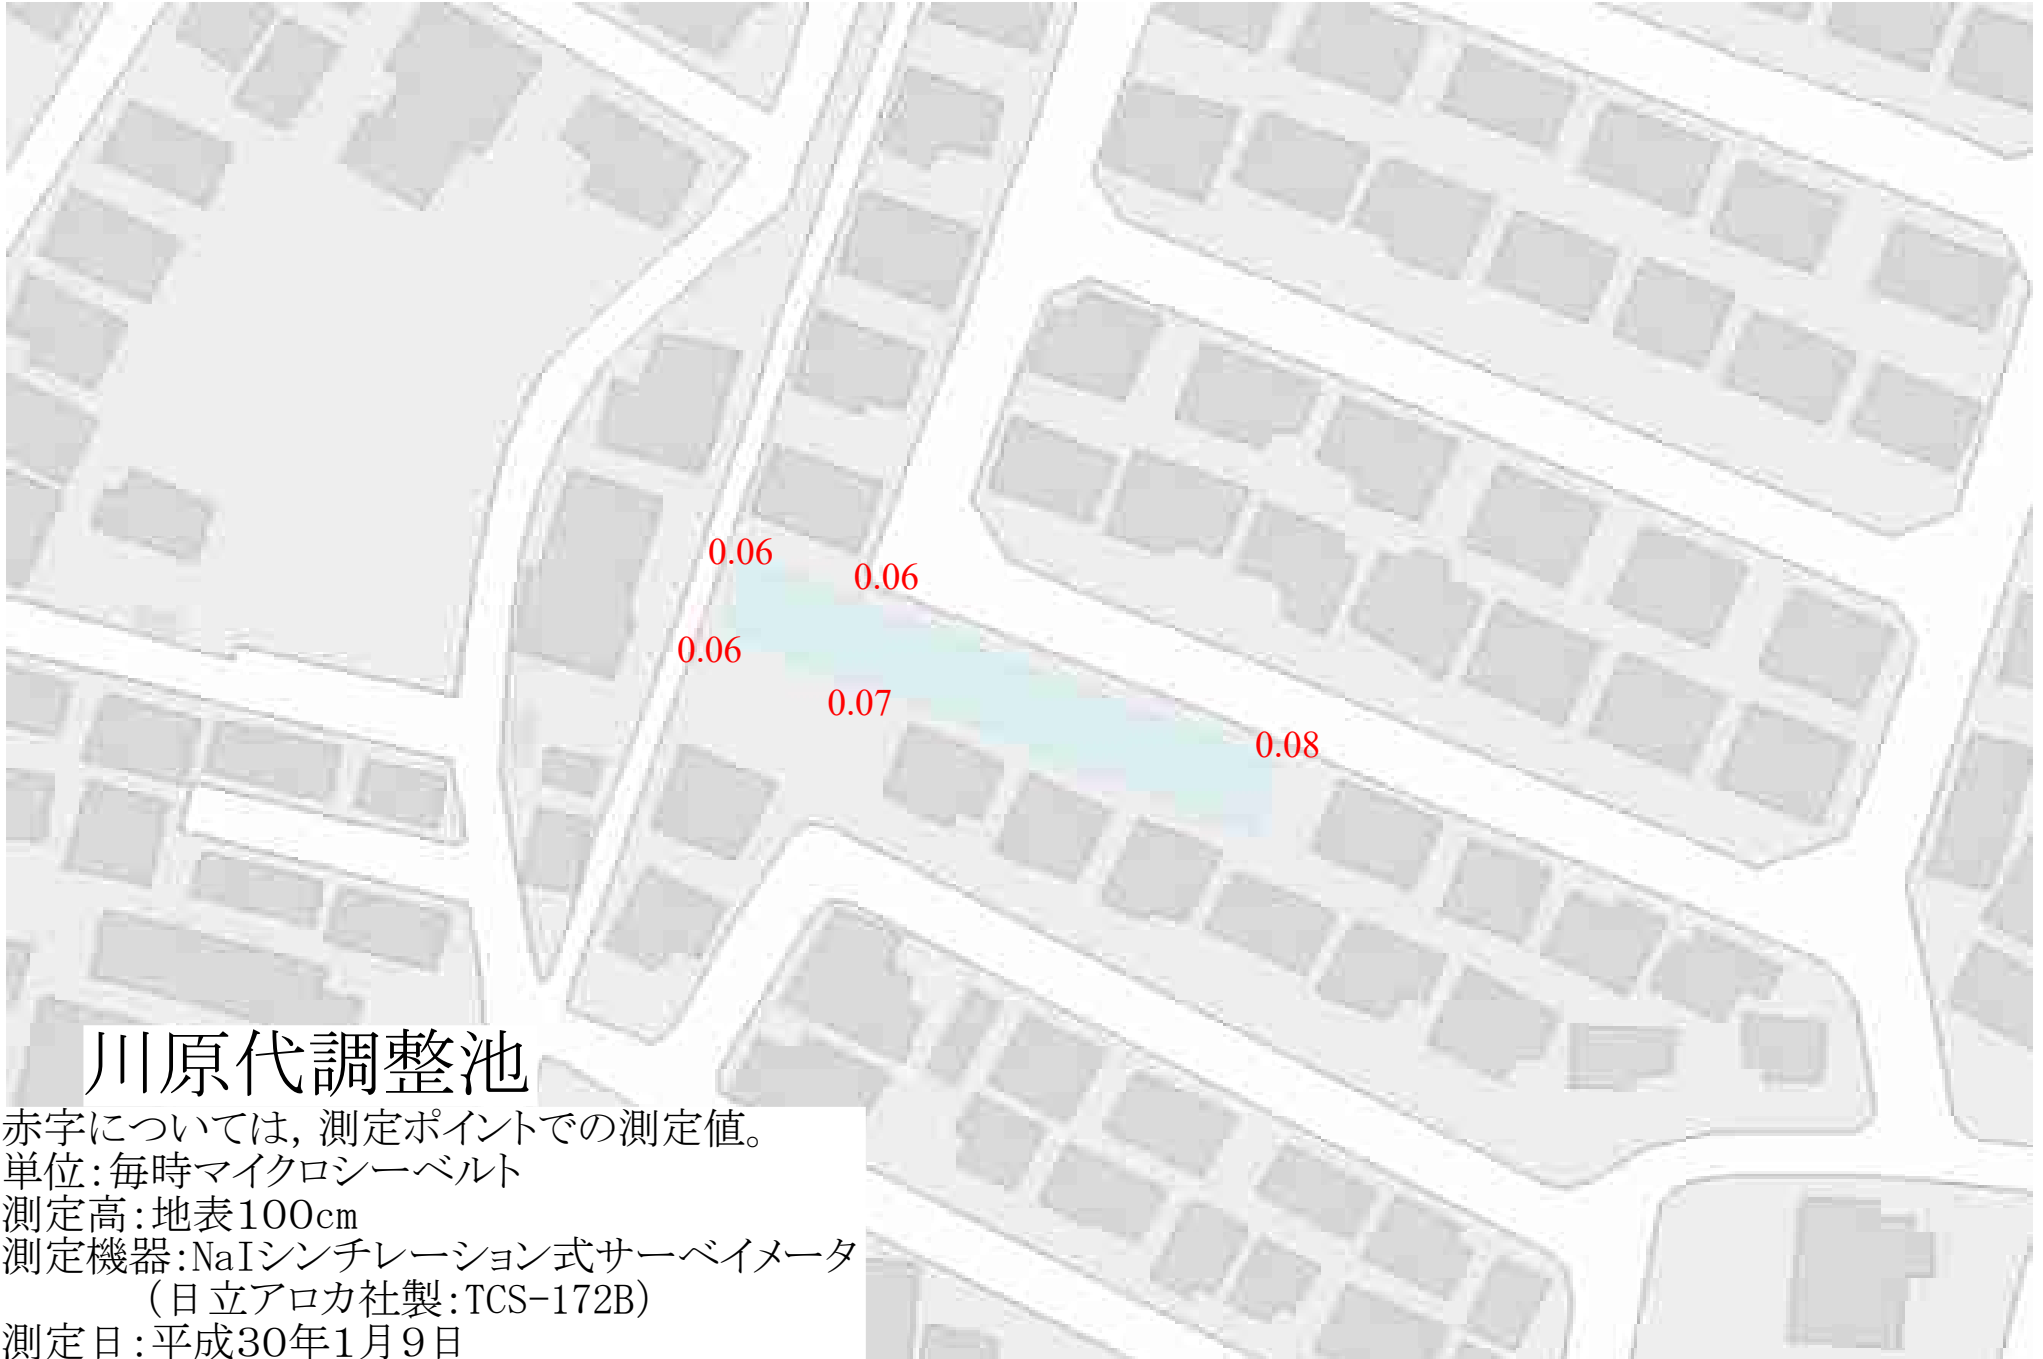 0.06
0.06
0.06
0.07
0.08
川原代調整池
赤字については，測定ポイントでの測定値。
単位：毎時マイクロシーベルト
測定高：地表１００cm
測定機器：NaIシンチレーション式サーベイメータ
（日立アロカ社製：TCS-172B）
測定日：平成３０年１月９日